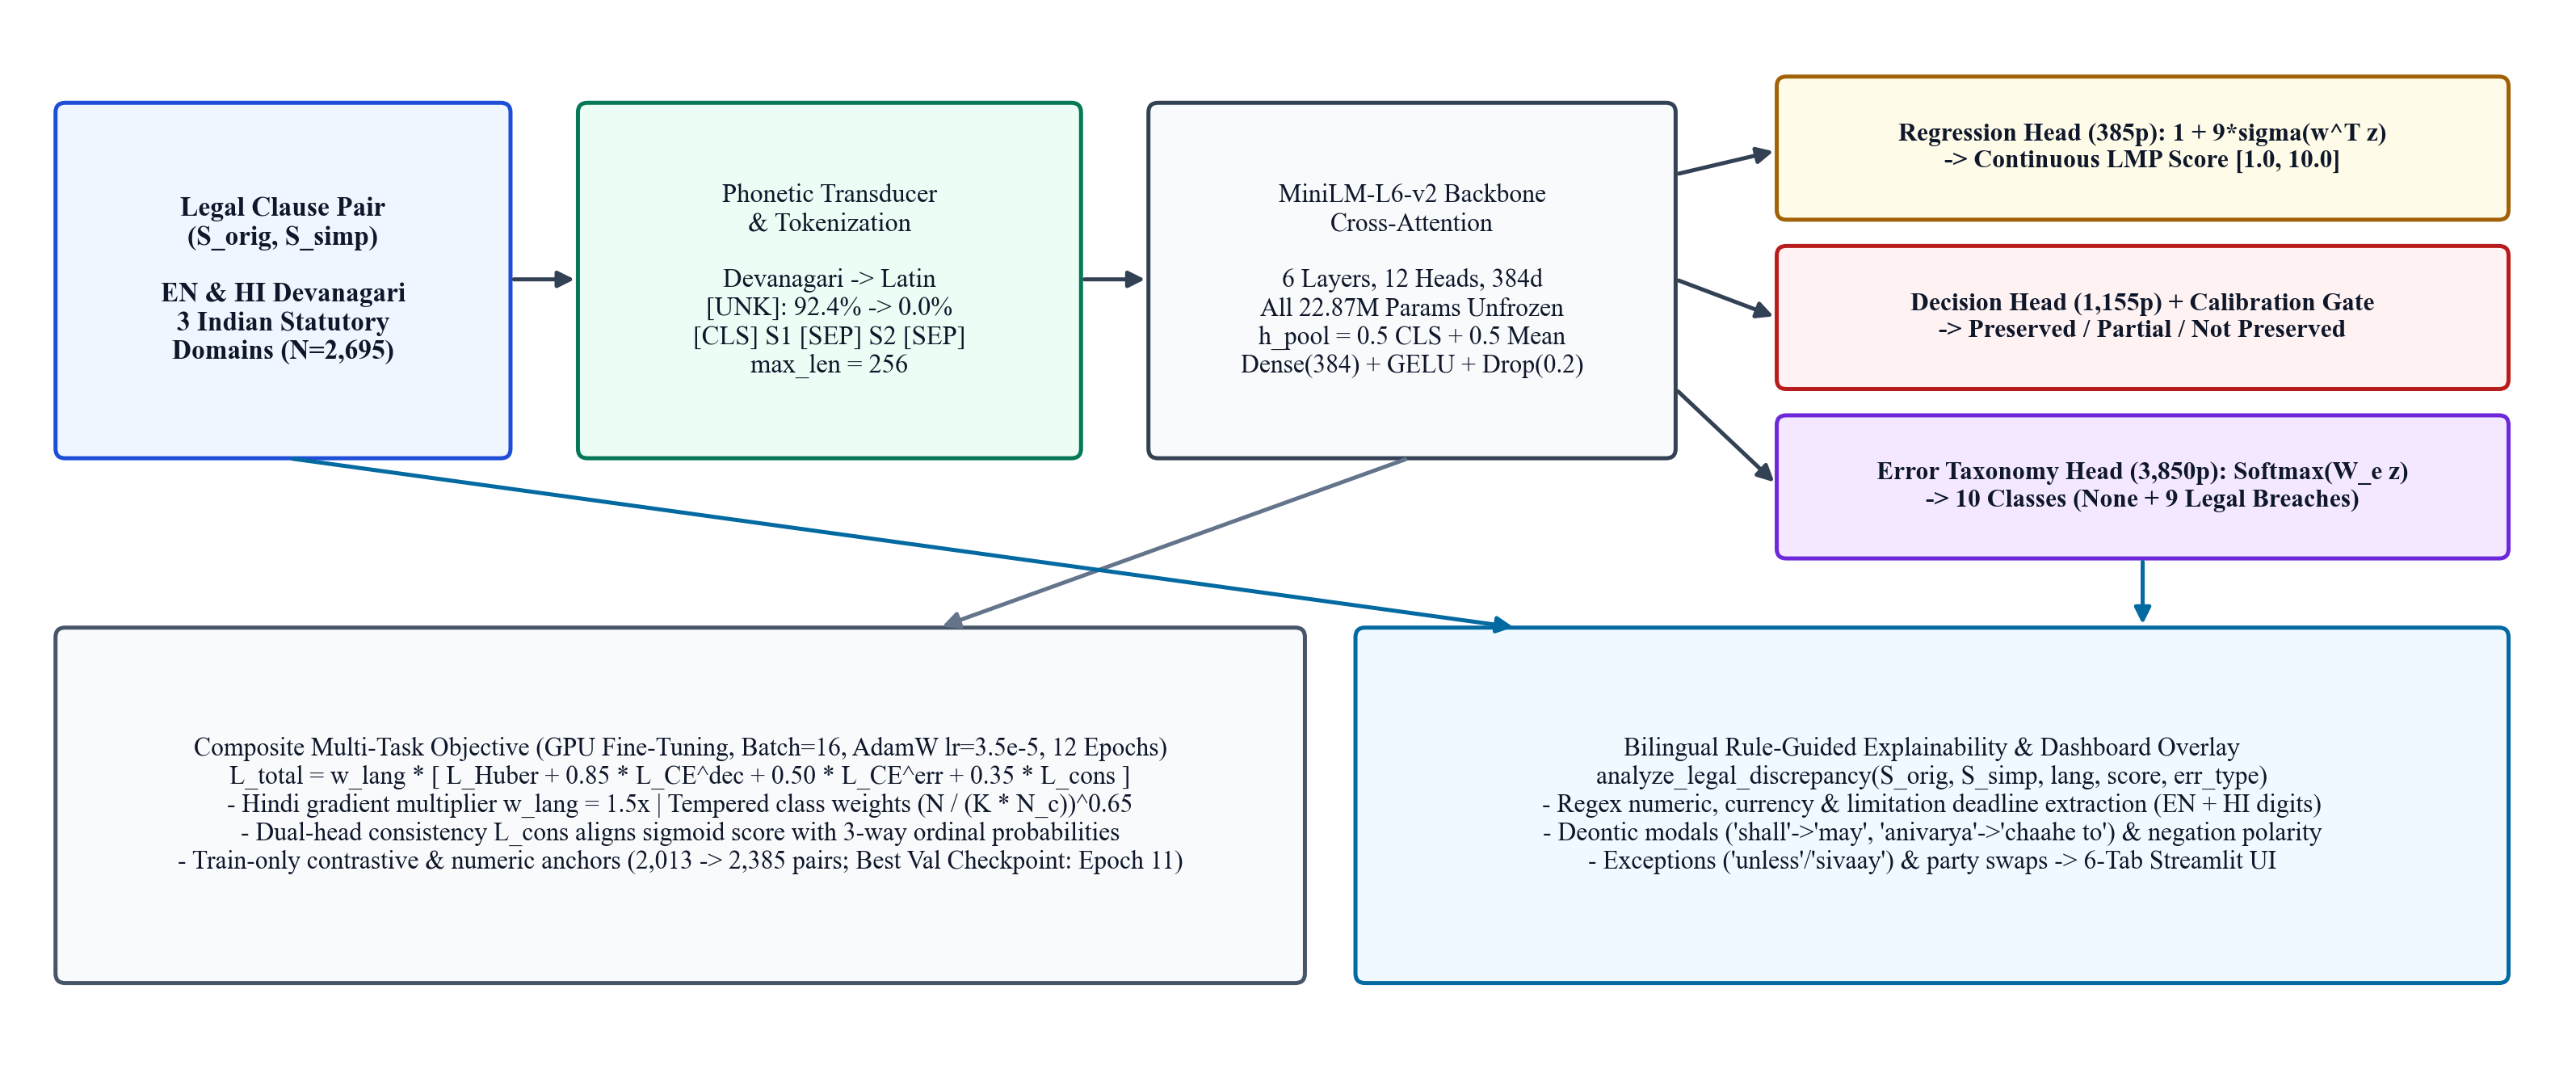 Legal Clause Pair
(S_orig, S_simp)
EN & HI Devanagari
3 Indian Statutory
Domains (N=2,695)
Phonetic Transducer
& Tokenization
Devanagari -> Latin
[UNK]: 92.4% -> 0.0%
[CLS] S1 [SEP] S2 [SEP]
max_len = 256
MiniLM-L6-v2 Backbone
Cross-Attention
6 Layers, 12 Heads, 384d
All 22.87M Params Unfrozen
h_pool = 0.5 CLS + 0.5 Mean
Dense(384) + GELU + Drop(0.2)
Regression Head (385p): 1 + 9*sigma(w^T z)
-> Continuous LMP Score [1.0, 10.0]
Decision Head (1,155p) + Calibration Gate
-> Preserved / Partial / Not Preserved
Error Taxonomy Head (3,850p): Softmax(W_e z)
-> 10 Classes (None + 9 Legal Breaches)
Composite Multi-Task Objective (GPU Fine-Tuning, Batch=16, AdamW lr=3.5e-5, 12 Epochs)
L_total = w_lang * [ L_Huber + 0.85 * L_CE^dec + 0.50 * L_CE^err + 0.35 * L_cons ]
- Hindi gradient multiplier w_lang = 1.5x | Tempered class weights (N / (K * N_c))^0.65
- Dual-head consistency L_cons aligns sigmoid score with 3-way ordinal probabilities
- Train-only contrastive & numeric anchors (2,013 -> 2,385 pairs; Best Val Checkpoint: Epoch 11)
Bilingual Rule-Guided Explainability & Dashboard Overlay
analyze_legal_discrepancy(S_orig, S_simp, lang, score, err_type)
- Regex numeric, currency & limitation deadline extraction (EN + HI digits)
- Deontic modals ('shall'->'may', 'anivarya'->'chaahe to') & negation polarity
- Exceptions ('unless'/'sivaay') & party swaps -> 6-Tab Streamlit UI